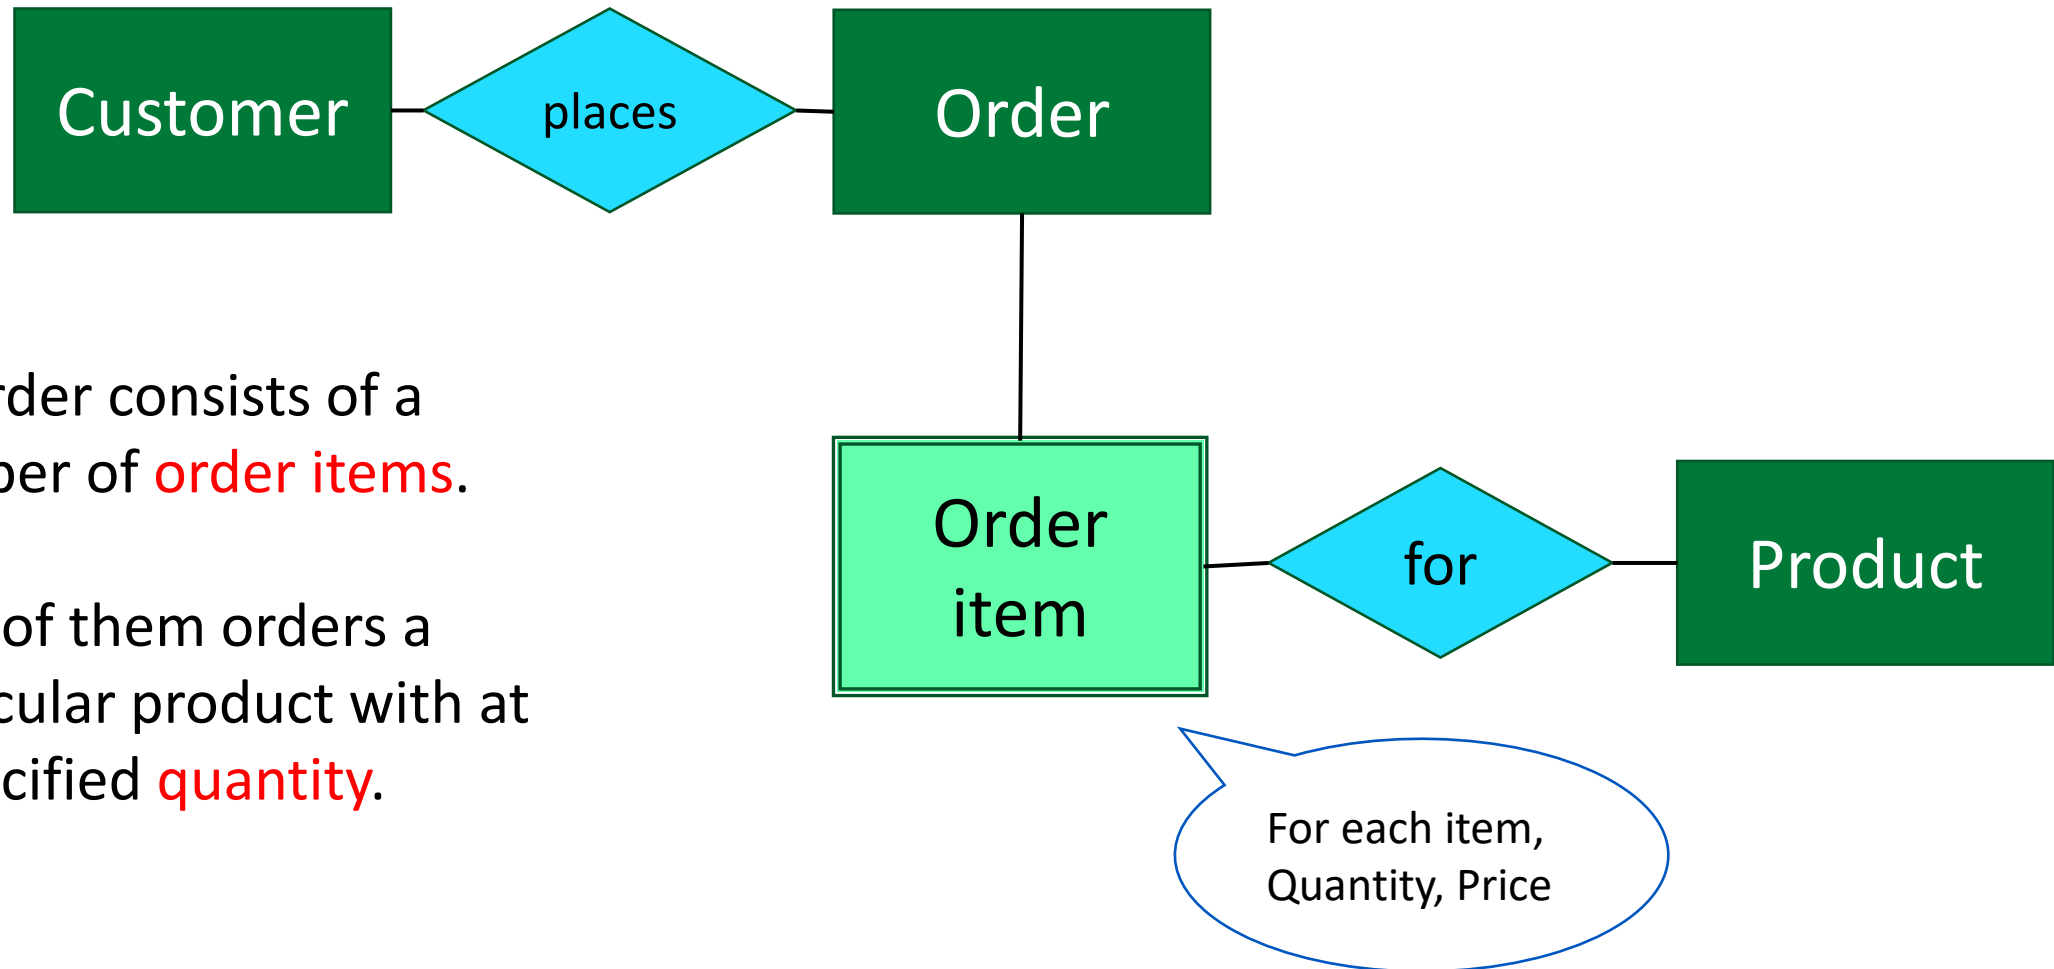 Customer
places
Order
rder consists of a
ber of order items.
of them orders a
cular product with at
cified quantity.
Order
item
for
Product
For each item,
Quantity, Price